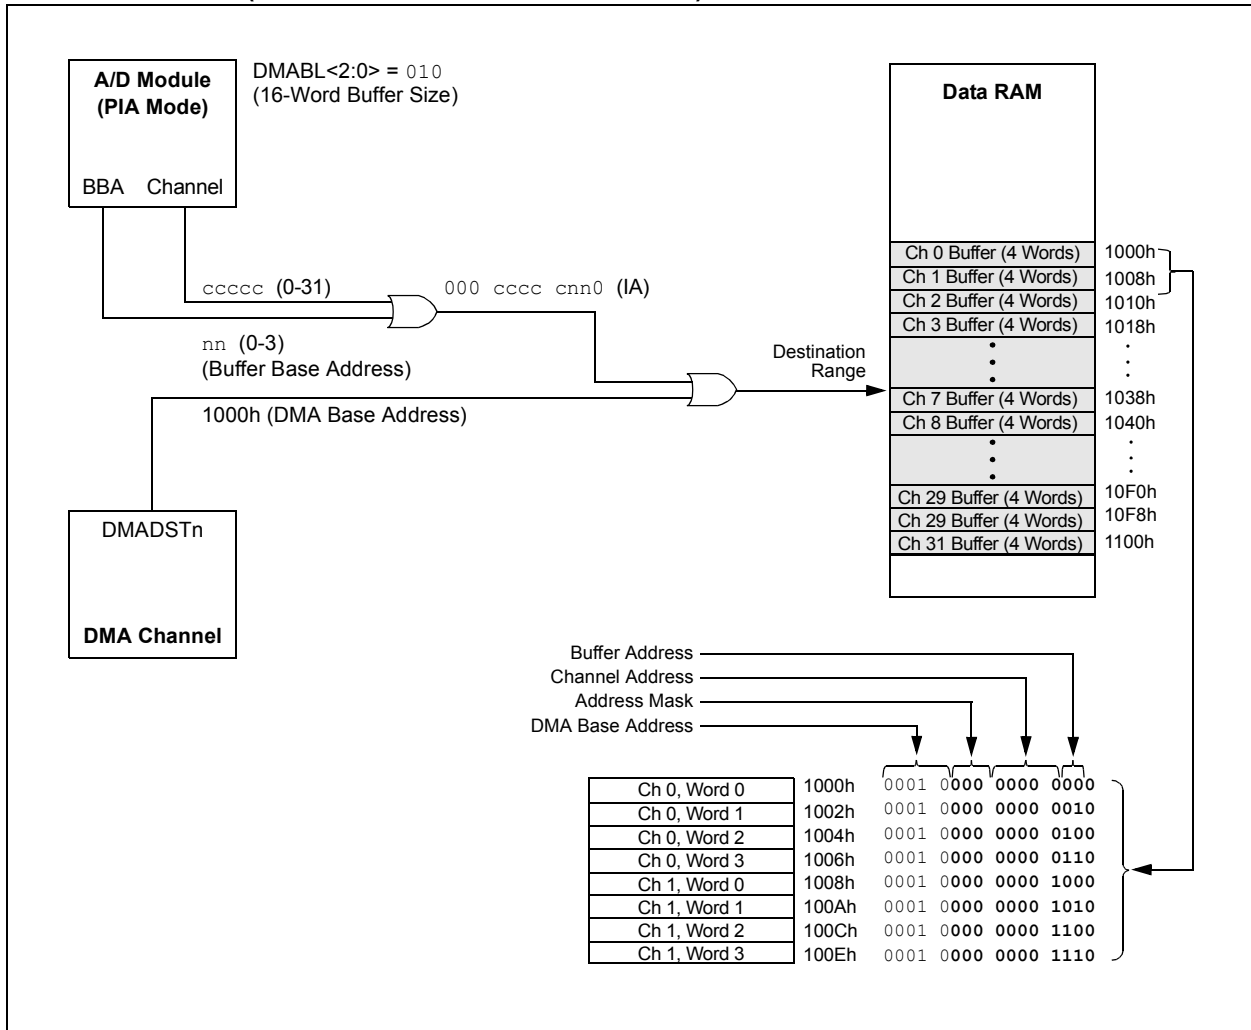 A/D Module
(PIA Mode)
BBA Channel
DMABL<2:0> = 010
(16-Word Buffer Size)
ccccc (0-31)
000 cccc cnn0 (IA)
nn (0-3)
(Buffer Base Address)
1000h (DMA Base Address)
Destination
Range
DMADSTn
DMA Channel
Data RAM
Ch 0 Buffer (4 Words) 1000h
Ch 1 Buffer (4 Words) 1008h
Ch 2 Buffer (4 Words) 1010h
Ch 3 Buffer (4 Words) 1018h
Ch 7 Buffer (4 Words) 1038h
Ch 8 Buffer (4 Words) 1040h
Ch 29 Buffer (4 Words) 10F0h
Ch 29 Buffer (4 Words) 10F8h
Ch 31 Buffer (4 Words) 1100h
Buffer Address
Channel Address
Address Mask
DMA Base Address
Ch 0, Word 0 1000h 0001 0000 0000 0000
Ch 0, Word 1 1002h 0001 0000 0000 0010
Ch 0, Word 2 1004h 0001 0000 0000 0100
Ch 0, Word 3 1006h 0001 0000 0000 0110
Ch 1, Word 0 1008h 0001 0000 0000 1000
Ch 1, Word 1 100Ah 0001 0000 0000 1010
Ch 1, Word 2 100Ch 0001 0000 0000 1100
Ch 1, Word 3 100Eh 0001 0000 0000 1110